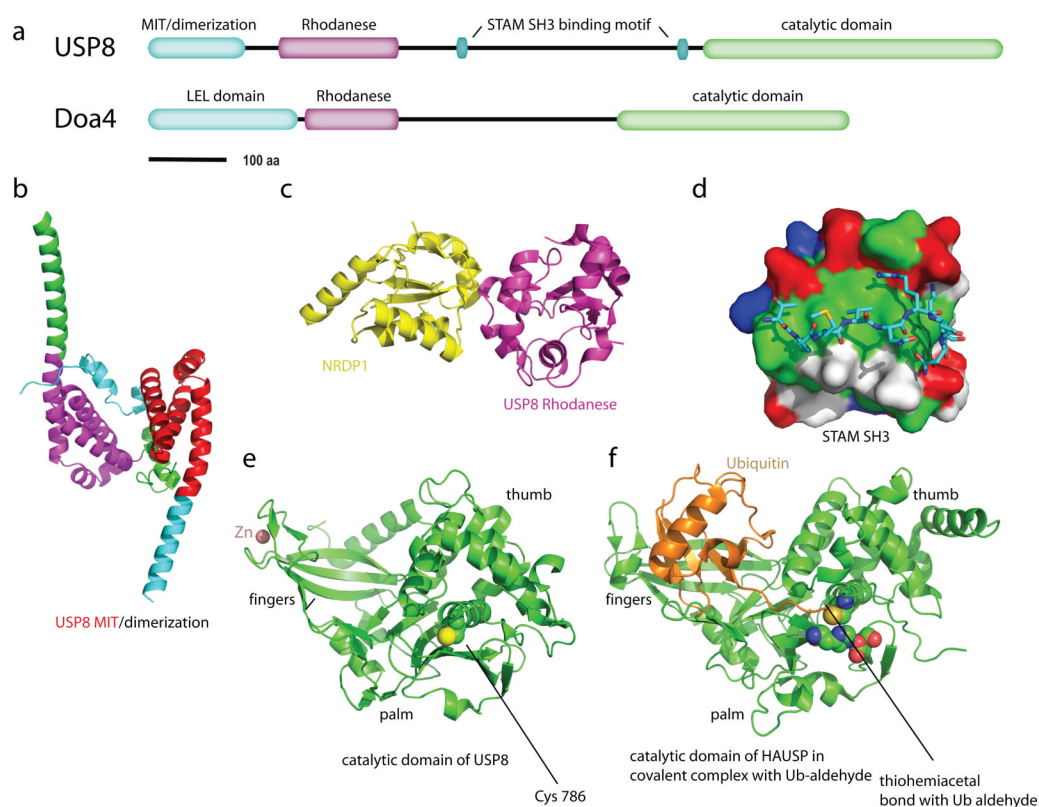 a
MIT/dimerization Rhodanese STAM SH3 binding motif catalytic domain
USP8
LEL domain Rhodanese catalytic domain
Doa4
100 aa
b
c
d
NRDP1
USP8 Rhodanese
STAM SH3
USP8 MIT/dimerization
e
Zn
thumb
fingers
palm
catalytic domain of USP8
Cys 786
f
Ubiquitin
thumb
fingers
palm
catalytic domain of HAUSP in
covalent complex with Ub-aldehyde
thiohemiacetal
bond with Ub aldehyde